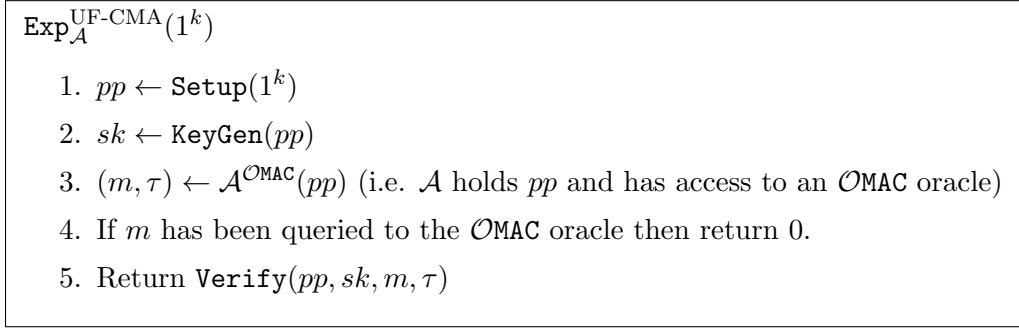 Exp_𝒜^UF-CMA(1^k)
1. pp ← Setup(1^k)
2. sk ← KeyGen(pp)
3. (m, τ) ← 𝒜^𝒪MAC(pp) (i.e. 𝒜 holds pp and has access to an 𝒪MAC oracle)
4. If m has been queried to the 𝒪MAC oracle then return 0.
5. Return Verify(pp, sk, m, τ)